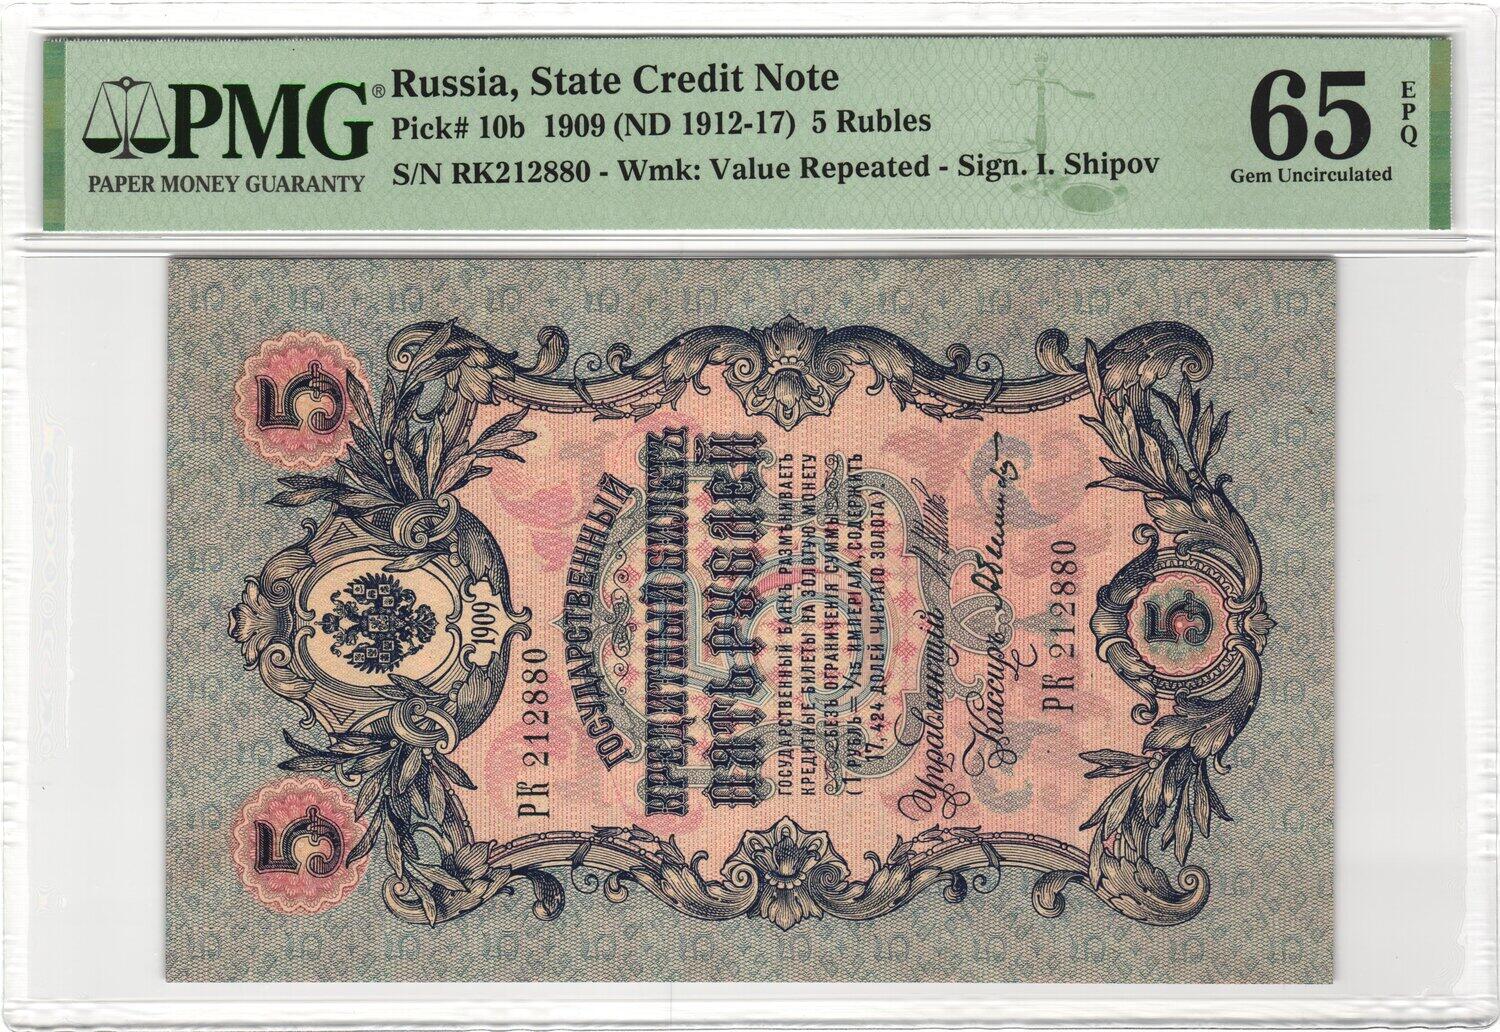 PMG®
PAPER MONEY GUARANTY
Russia, State Credit Note
Pick# 10b 1909 (ND 1912-17) 5 Rubles
S/N RK212880 - Wmk: Value Repeated - Sign. I. Shipov
65
EPQ
Gem Uncirculated
5
5
1909
РК 212880
ГОСУДАРСТВЕННЫЙ
КРЕДИТНЫЙ БИЛЕТЪ
ПЯТЬ РУБЛЕЙ
ГОСУДАРСТВЕННЫЙ БАНКЪ РАЗМѢНИВАЕТЪ
КРЕДИТНЫЕ БИЛЕТЫ НА ЗОЛОТУЮ МОНЕТУ
БЕЗЪ ОГРАНИЧЕНІЯ СУММЫ
(1 РУБЛЬ = 1/15 ИМПЕРІАЛА, СОДЕРЖИТЪ
17,424 ДОЛЕЙ ЧИСТАГО ЗОЛОТА)
Управляющій
Кассиръ
РК 212880
5